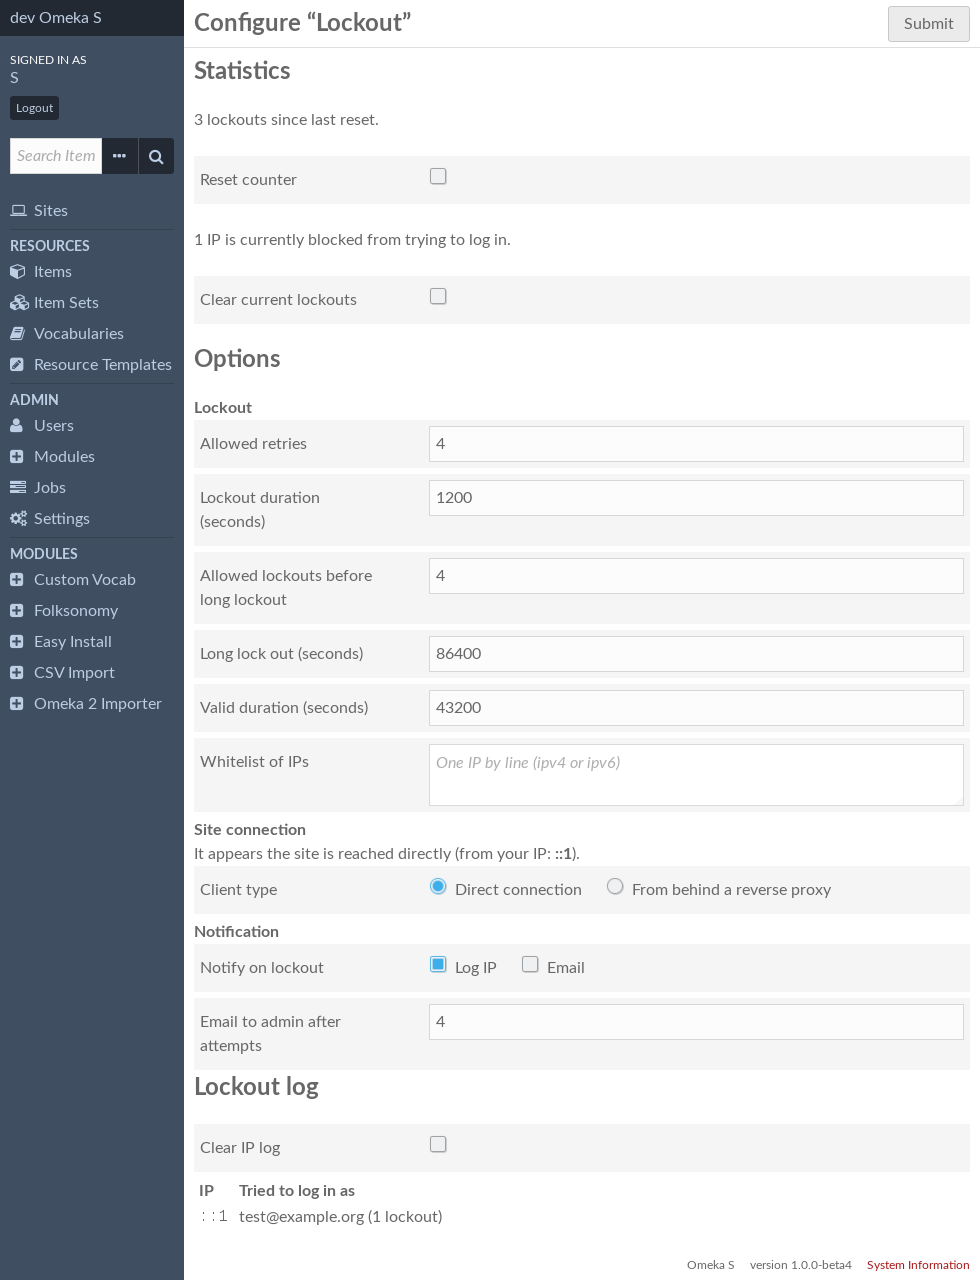 dev Omeka S
SIGNED IN AS
S
Logout
Search Item
Sites
RESOURCES
Items
Item Sets
Vocabularies
Resource Templates
ADMIN
Users
Modules
Jobs
Settings
MODULES
Custom Vocab
Folksonomy
Easy Install
CSV Import
Omeka 2 Importer
Configure “Lockout”
Submit
Statistics
3 lockouts since last reset.
Reset counter
1 IP is currently blocked from trying to log in.
Clear current lockouts
Options
Lockout
Allowed retries 4
Lockout duration 1200
(seconds)
Allowed lockouts before 4
long lockout
Long lock out (seconds) 86400
Valid duration (seconds) 43200
Whitelist of IPs One IP by line (ipv4 or ipv6)
Site connection
It appears the site is reached directly (from your IP: ::1).
Client type Direct connection From behind a reverse proxy
Notification
Notify on lockout Log IP Email
Email to admin after 4
attempts
Lockout log
Clear IP log
IP Tried to log in as
::1 test@example.org (1 lockout)
Omeka S version 1.0.0-beta4 System Information